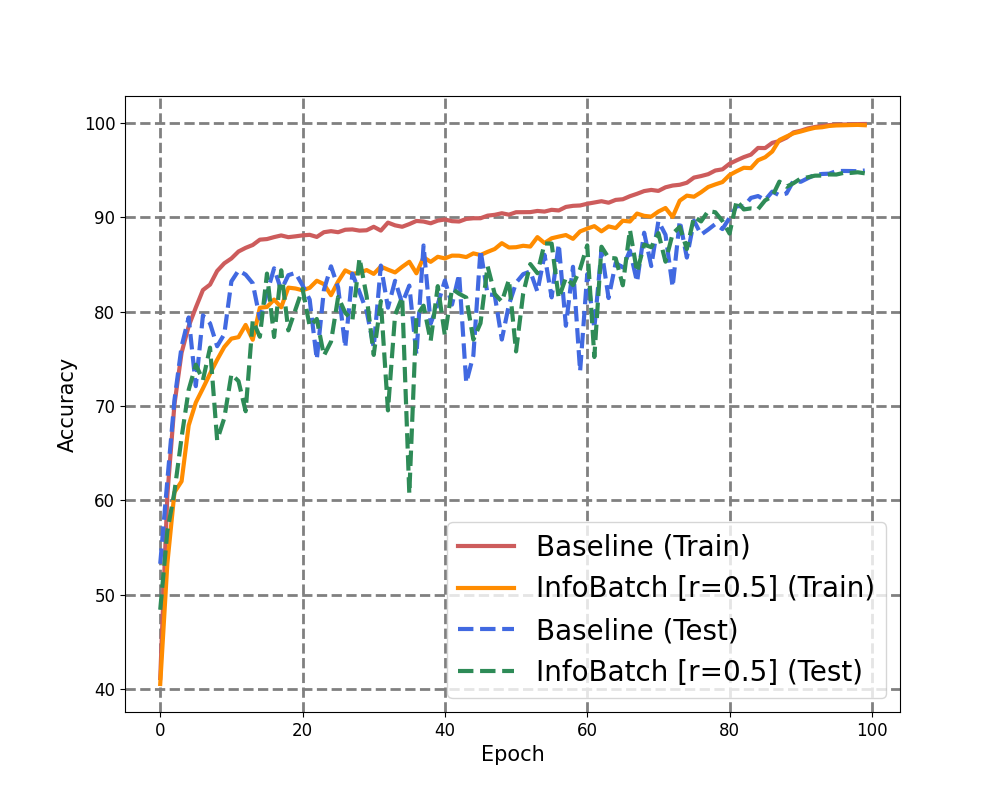 100
90
80
70
60
50
40
Accuracy
0 20 40 60 80 100
Epoch
Baseline (Train)
InfoBatch [r=0.5] (Train)
Baseline (Test)
InfoBatch [r=0.5] (Test)